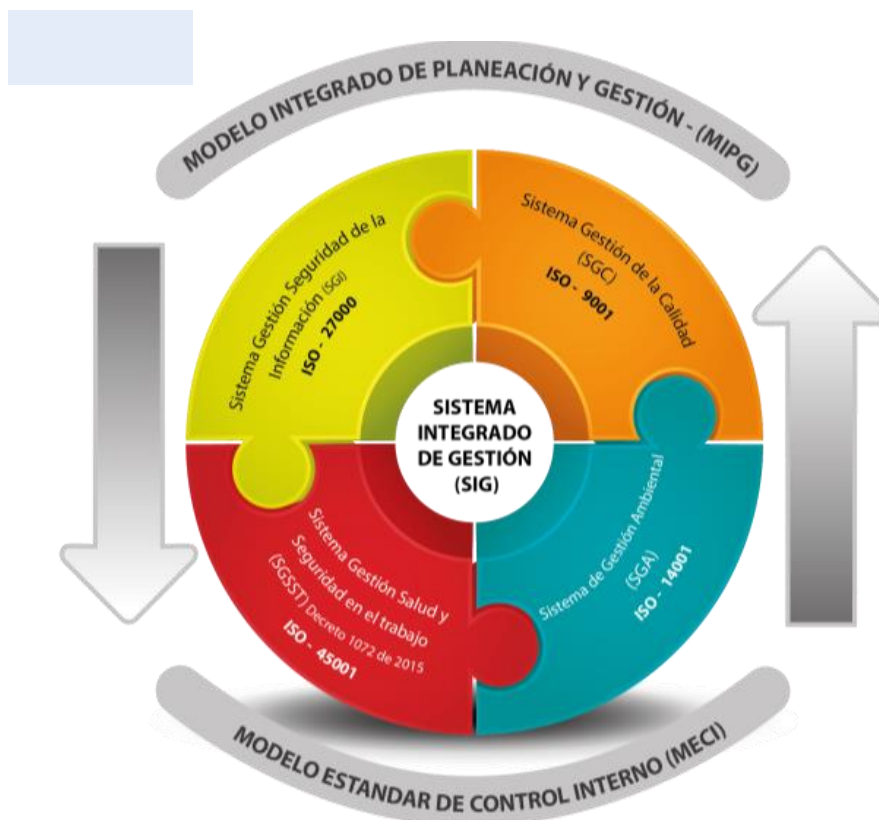 MODELO INTEGRADO DE PLANEACIÓN Y GESTIÓN - (MIPG)
Sistema Gestión Seguridad de la
Información (SGI)
ISO - 27000
Sistema Gestión de la Calidad
(SGC)
ISO - 9001
SISTEMA
INTEGRADO
DE GESTIÓN
(SIG)
Sistema Gestión Salud y
Seguridad en el trabajo
(SGSST) Decreto 1072 de 2015
ISO - 45001
Sistema de Gestión Ambiental
(SGA)
ISO - 14001
MODELO ESTANDAR DE CONTROL INTERNO (MECI)